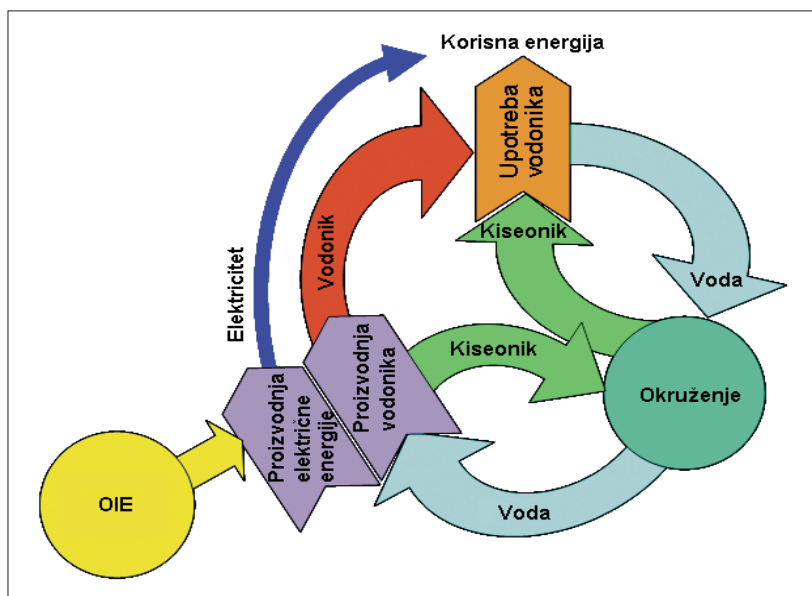 Korisna energija
Upotreba
vodonika
Kiseonik
Voda
Elektricitet
Vodonik
Kiseonik
Proizvodnja
vodonika
Proizvodnja
električne
energije
Okruženje
OIE
Voda